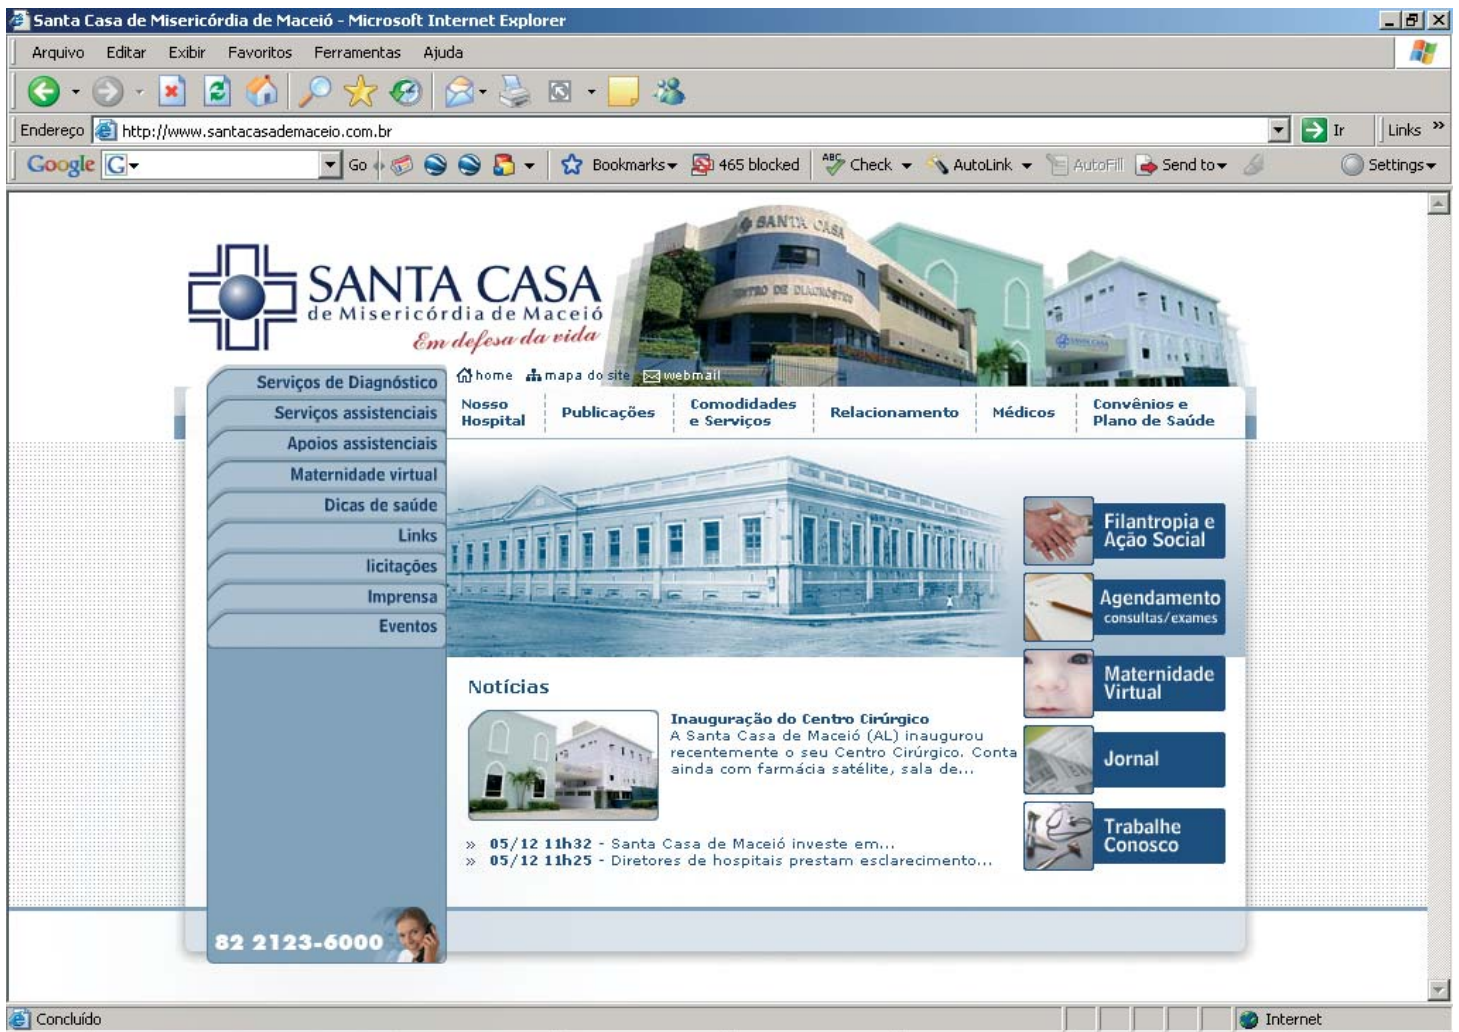 Santa Casa de Misericórdia de Maceió - Microsoft Internet Explorer
Arquivo Editar Exibir Favoritos Ferramentas Ajuda
Endereço http://www.santacasademaceio.com.br Ir Links »
Google G Go Bookmarks 465 blocked ABC Check AutoLink AutoFill Send to Settings
SANTA CASA
CENTRO DE DIAGNÓSTICO
SANTA CASA
de Misericórdia de Maceió
Em defesa da vida
home mapa do site webmail
Nosso Hospital
Publicações
Comodidades e Serviços
Relacionamento
Médicos
Convênios e Plano de Saúde
Serviços de Diagnóstico
Serviços assistenciais
Apoios assistenciais
Maternidade virtual
Dicas de saúde
Links
licitações
Imprensa
Eventos
Filantropia e
Ação Social
Agendamento
consultas/exames
Maternidade
Virtual
Jornal
Trabalhe
Conosco
Notícias
Inauguração do Centro Cirúrgico
A Santa Casa de Maceió (AL) inaugurou
recentemente o seu Centro Cirúrgico. Conta
ainda com farmácia satélite, sala de...
» 05/12 11h32 - Santa Casa de Maceió investe em...
» 05/12 11h25 - Diretores de hospitais prestam esclarecimento...
82 2123-6000
Concluído Internet